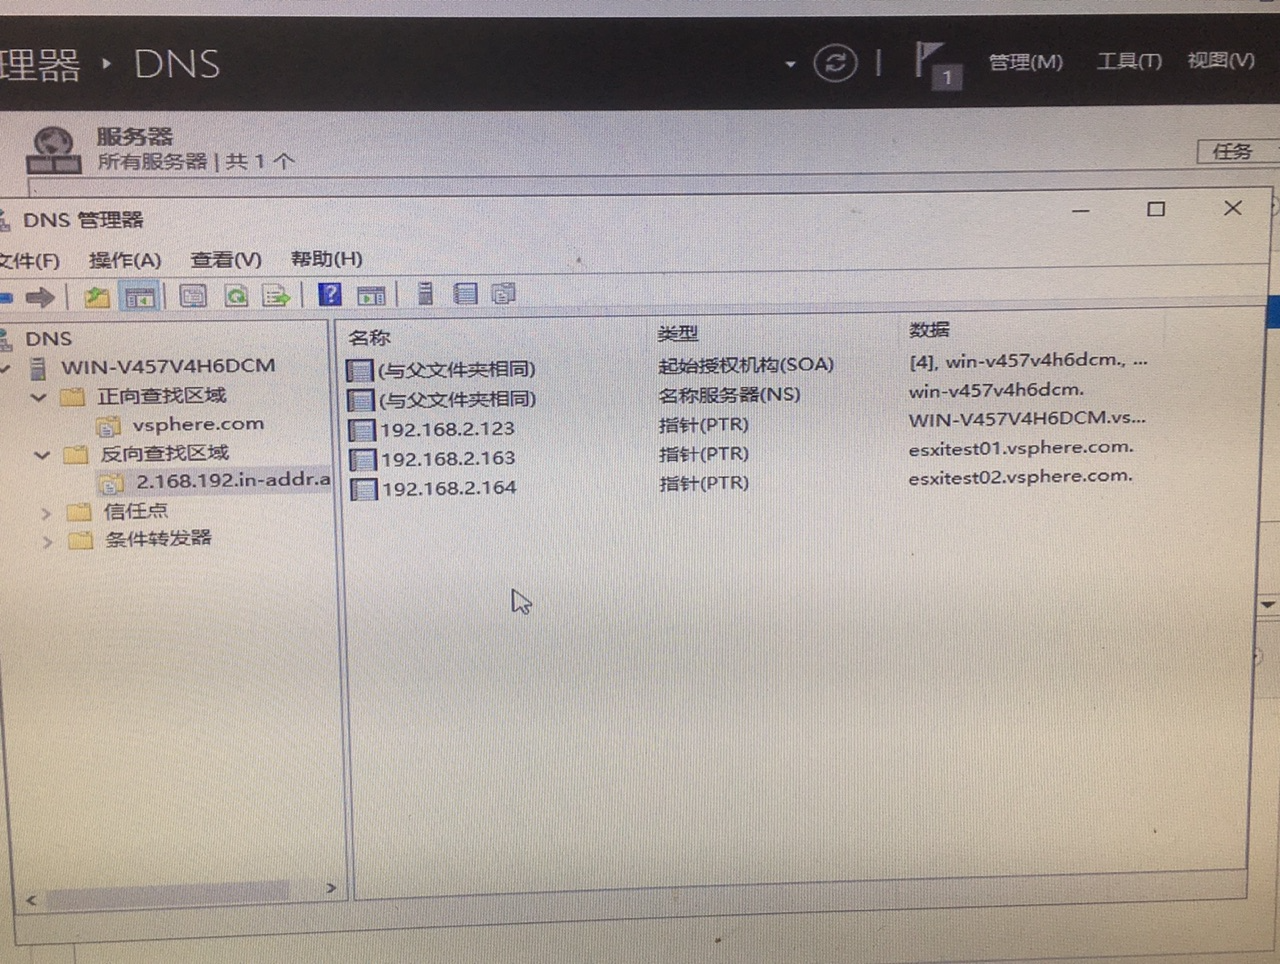 理器 ‣ DNS
1
管理(M) 工具(T) 视图(V)
服务器
所有服务器 | 共 1 个
任务
DNS 管理器
文件(F) 操作(A) 查看(V) 帮助(H)
DNS
WIN-V457V4H6DCM
正向查找区域
vsphere.com
反向查找区域
2.168.192.in-addr.a
信任点
条件转发器
名称 类型 数据
(与父文件夹相同) 起始授权机构(SOA) [4], win-v457v4h6dcm., ...
(与父文件夹相同) 名称服务器(NS) win-v457v4h6dcm.
192.168.2.123 指针(PTR) WIN-V457V4H6DCM.vs...
192.168.2.163 指针(PTR) esxitest01.vsphere.com.
192.168.2.164 指针(PTR) esxitest02.vsphere.com.